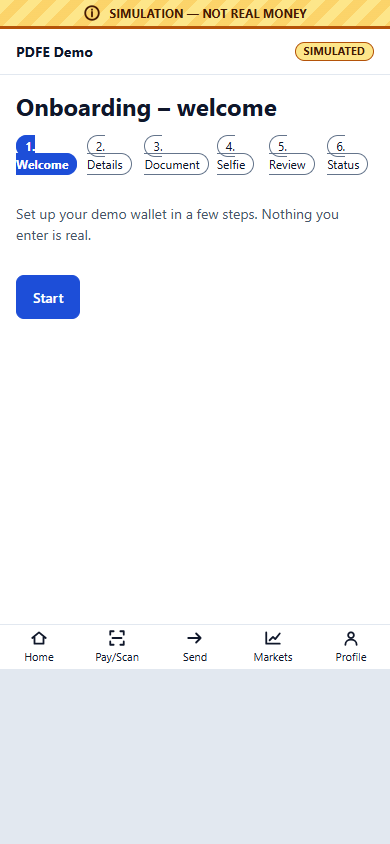 SIMULATION — NOT REAL MONEY
PDFE Demo
SIMULATED
Onboarding – welcome
1. Welcome
2. Details
3. Document
4. Selfie
5. Review
6. Status
Set up your demo wallet in a few steps. Nothing you
enter is real.
Start
Home
Pay/Scan
Send
Markets
Profile